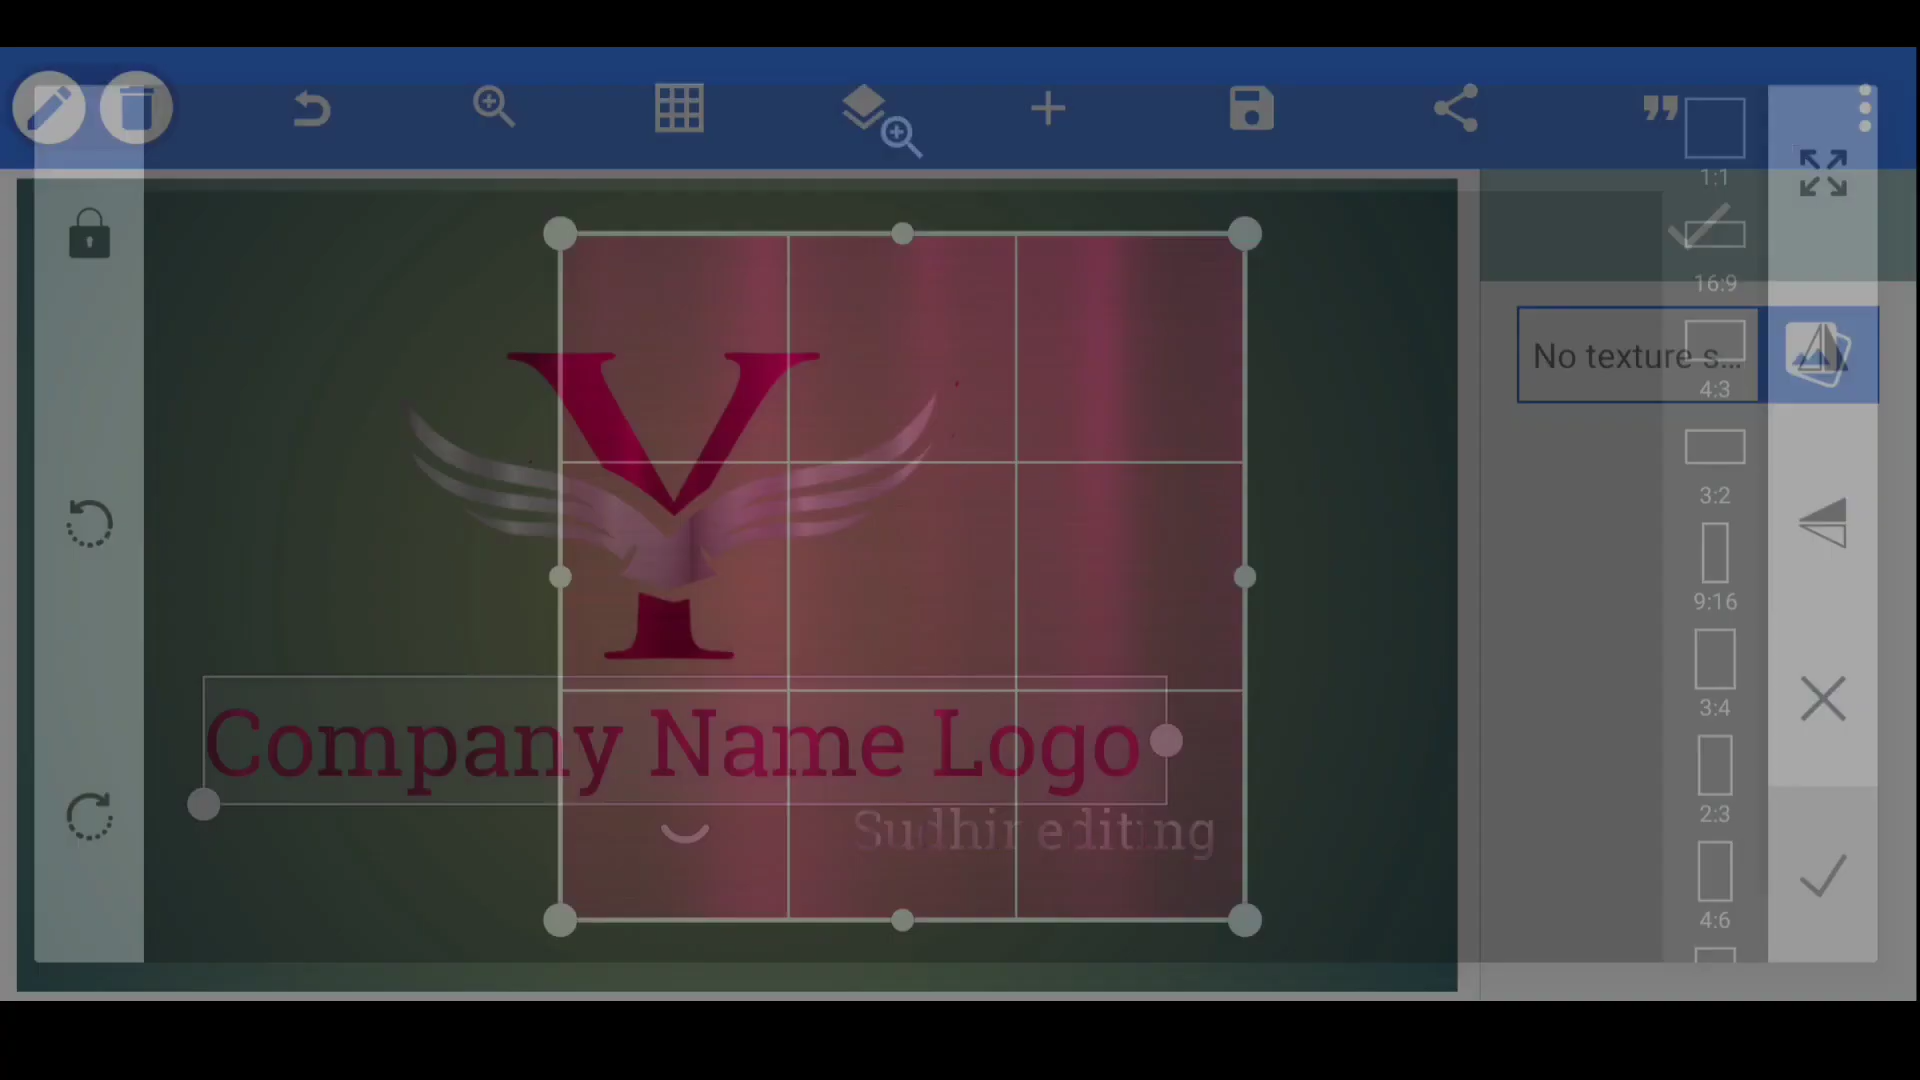 1:1
16:9
No texture s...
4:3
3:2
9:16
3:4
Y
Company Name Logo
2:3
Sudhir editing
4:6